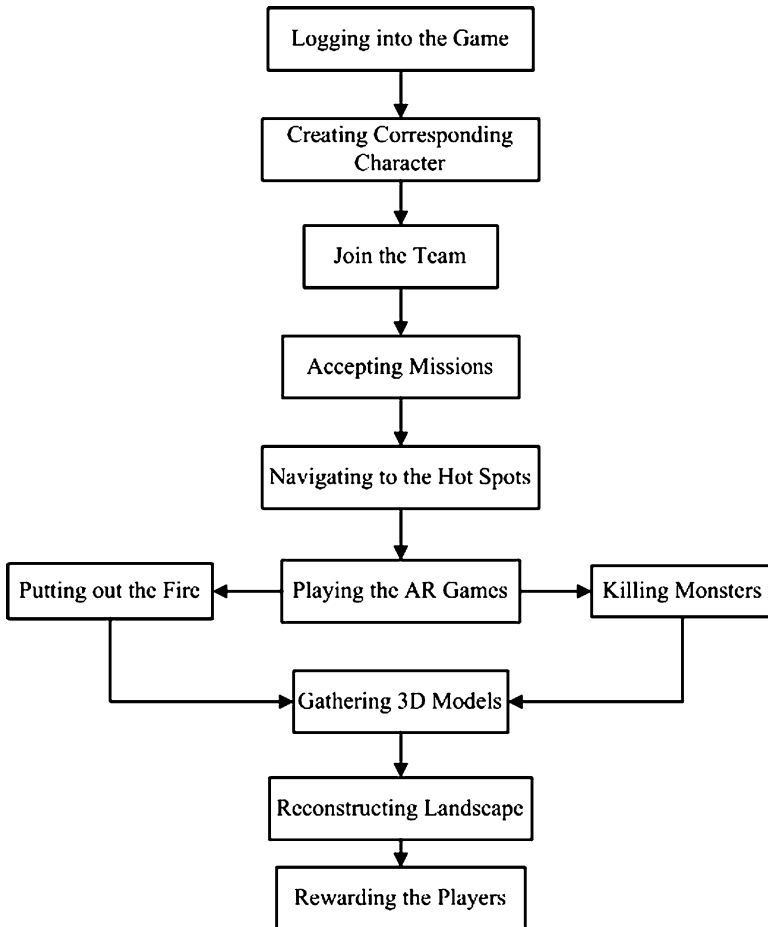 Logging into the Game
Creating Corresponding
Character
Join the Team
Accepting Missions
Navigating to the Hot Spots
Putting out the Fire
Playing the AR Games
Killing Monsters
Gathering 3D Models
Reconstructing Landscape
Rewarding the Players